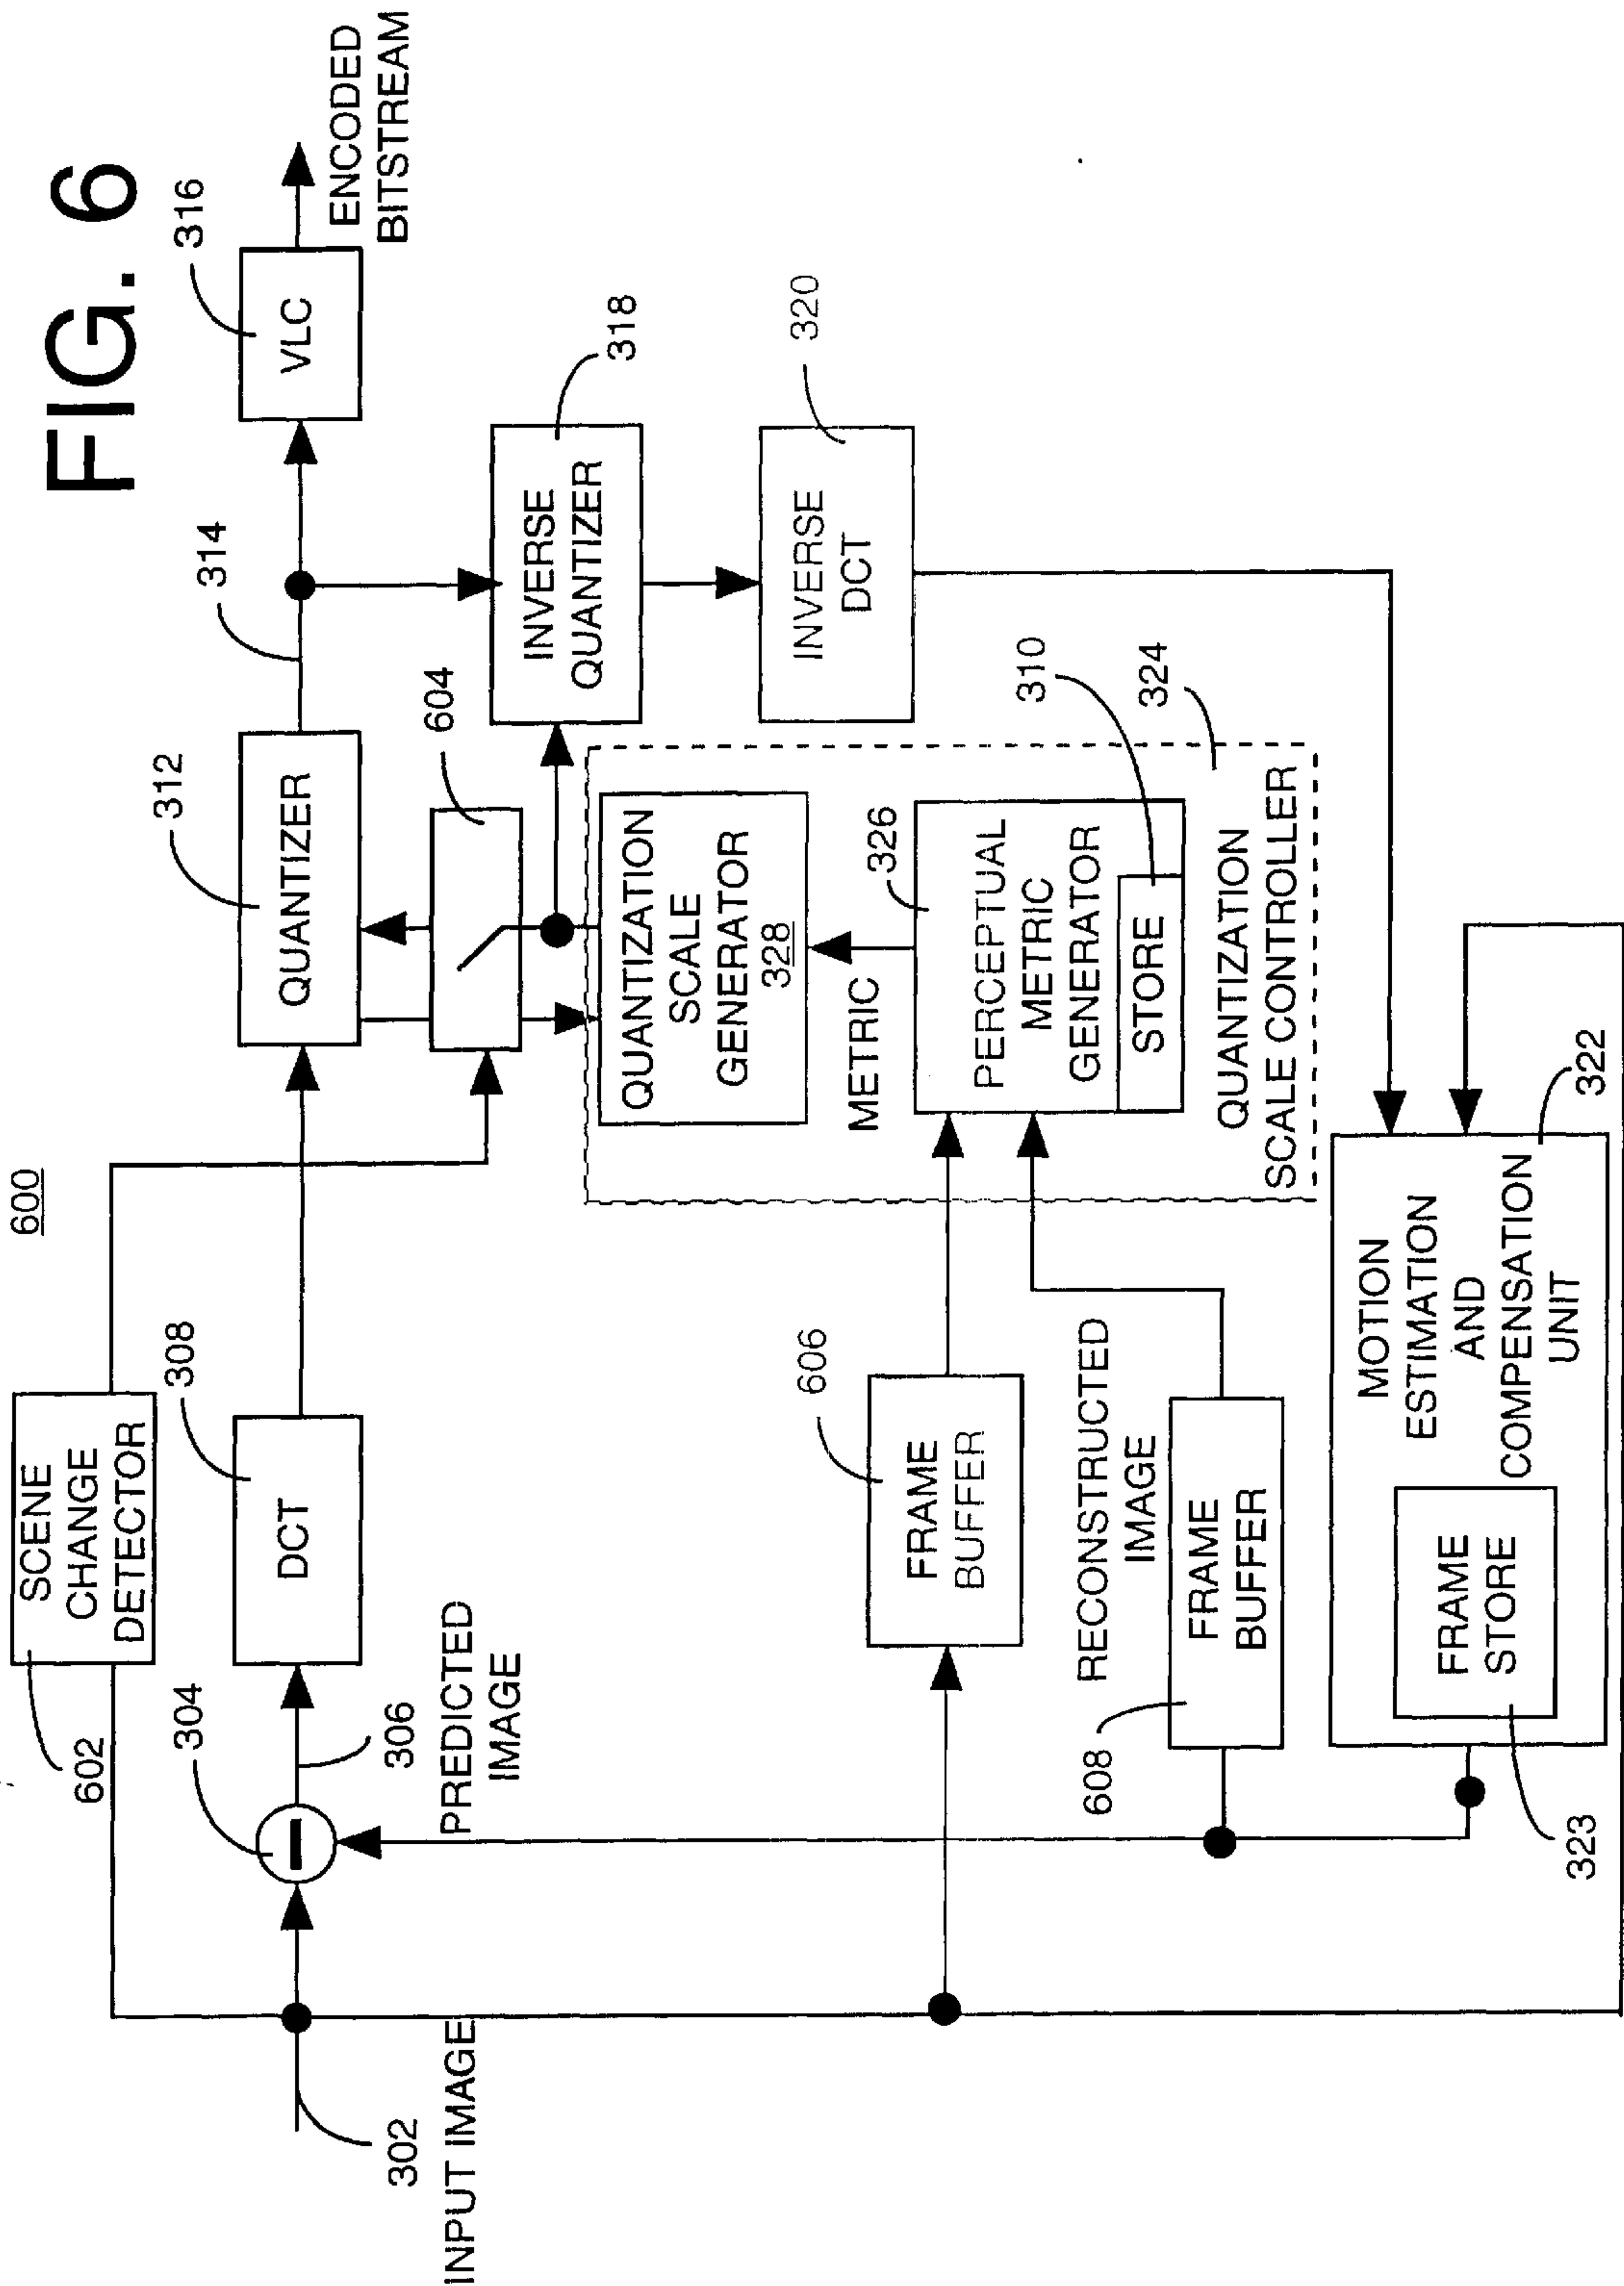 FIG. 6
600
SCENE
CHANGE
DETECTOR
602
304
308
DCT
306
PREDICTED
IMAGE
302
INPUT IMAGE
312
QUANTIZER
314
316
VLC
ENCODED
BITSTREAM
604
INVERSE
QUANTIZER
318
INVERSE
DCT
320
QUANTIZATION
SCALE
GENERATOR
328
METRIC
326
PERCEPTUAL
METRIC
GENERATOR
STORE
310
324
QUANTIZATION
SCALE CONTROLLER
606
FRAME
BUFFER
RECONSTRUCTED
IMAGE
FRAME
BUFFER
608
MOTION
ESTIMATION
AND
COMPENSATION
UNIT
322
FRAME
STORE
323